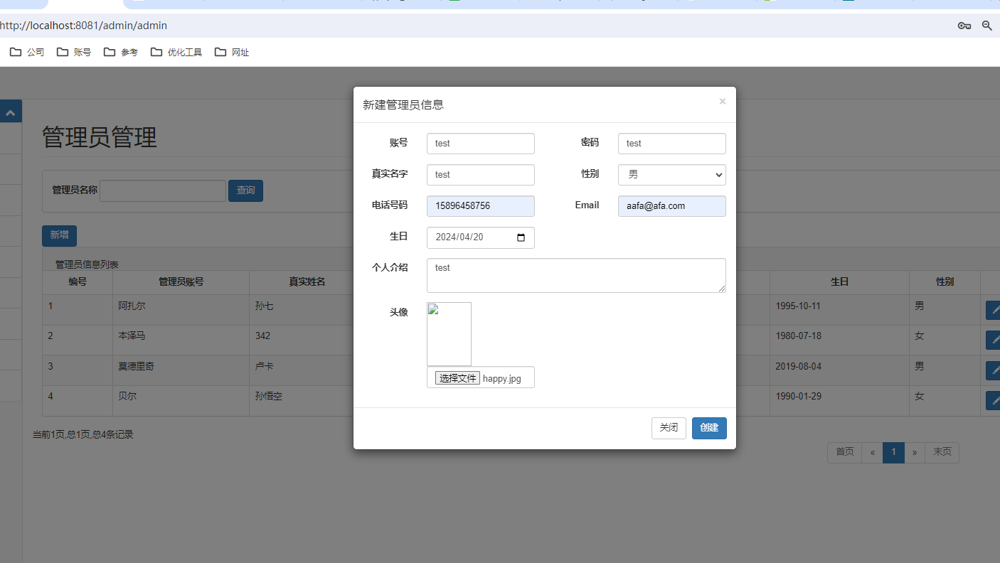 http://localhost:8081/admin/admin
公司 账号 参考 优化工具 网址
新建管理员信息 ×
账号 test 密码 test
真实名字 test 性别 男
电话号码 15896458756 Email aafa@afa.com
生日 2024/04/20
个人介绍 test
头像
选择文件 happy.jpg
关闭 创建
管理员管理
管理员名称 查询
新增
管理员信息列表
编号 管理员账号 真实姓名 生日 性别
1 阿扎尔 孙七 1995-10-11 男
2 本泽马 342 1980-07-18 女
3 莫德里奇 卢卡 2019-08-04 男
4 贝尔 孙悟空 1990-01-29 女
当前1页,总1页,总4条记录
首页 « 1 » 末页